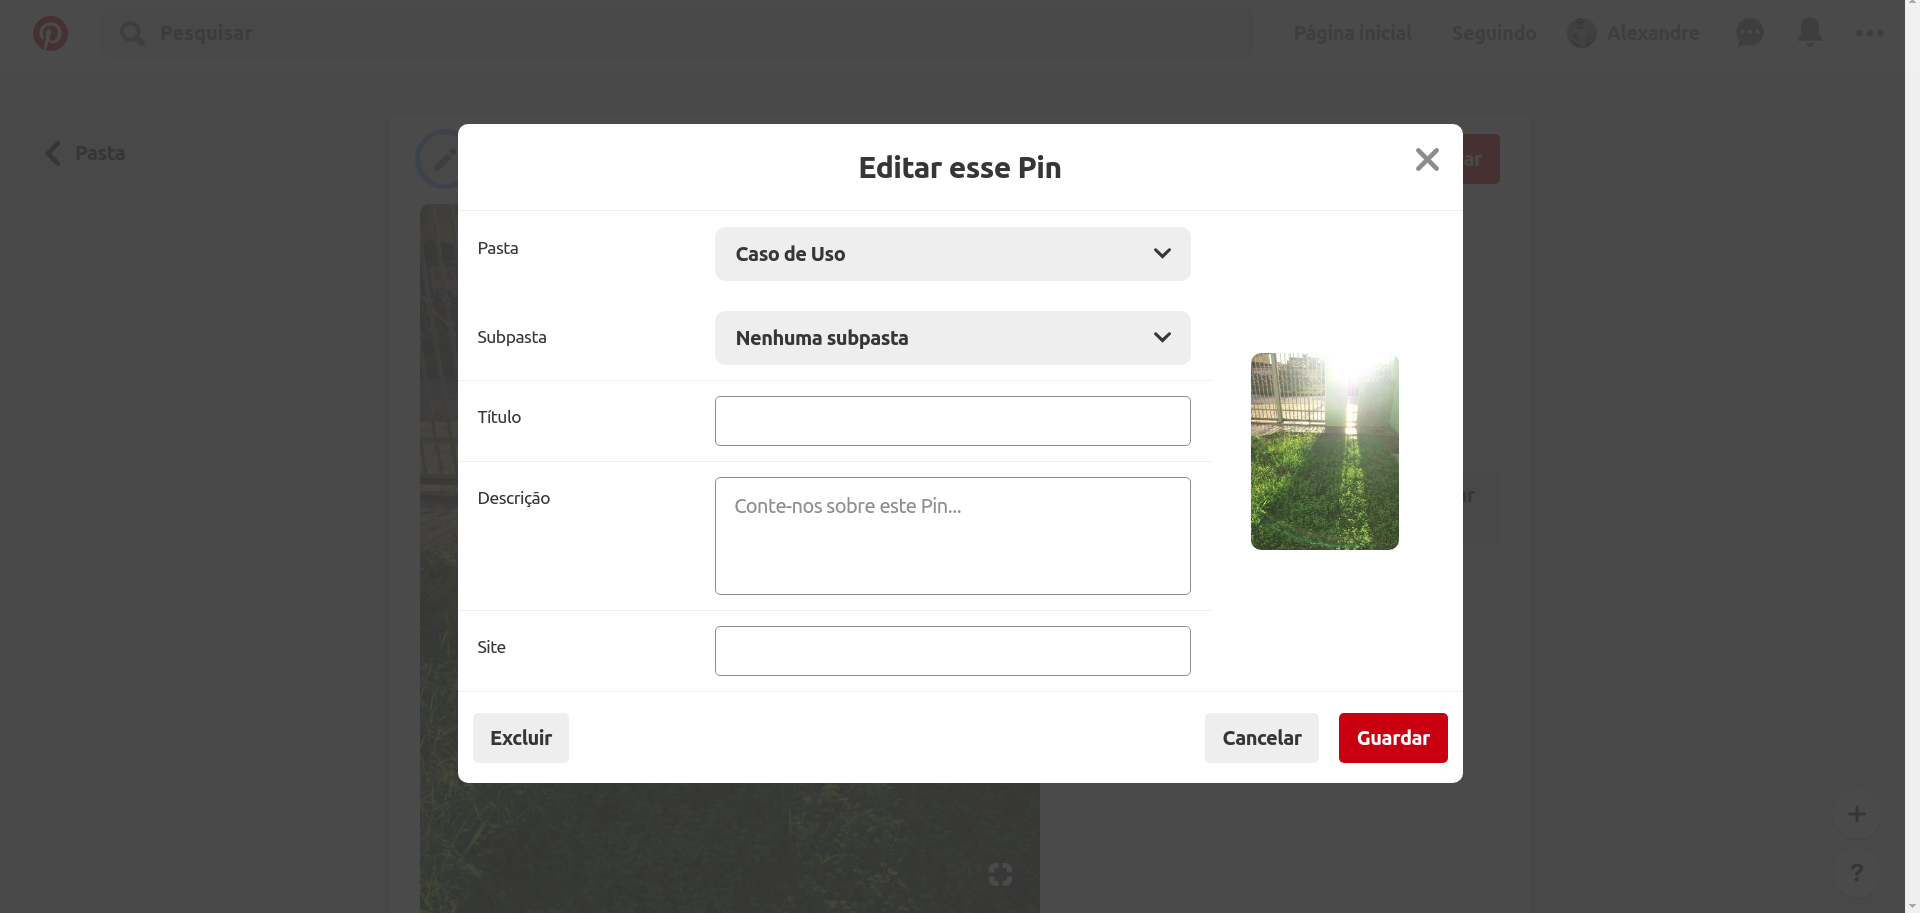 Pesquisar
Página inicial
Seguindo
Alexandre
Pasta
Editar esse Pin
Pasta
Caso de Uso
Subpasta
Nenhuma subpasta
Título
Descrição
Conte-nos sobre este Pin...
Site
Excluir
Cancelar
Guardar
?